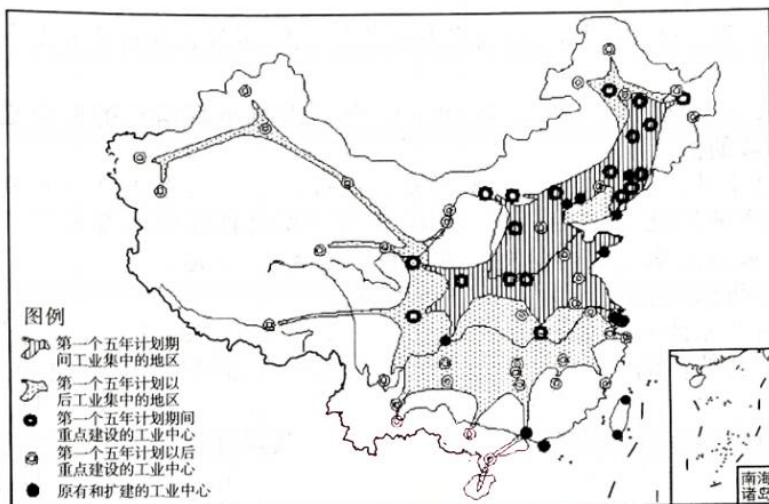 图例
第一个五年计划期
间工业集中的地区
第一个五年计划以
后工业集中的地区
第一个五年计划期间
重点建设的工业中心
第一个五年计划以后
重点建设的工业中心
原有和扩建的工业中心
南海
诸岛